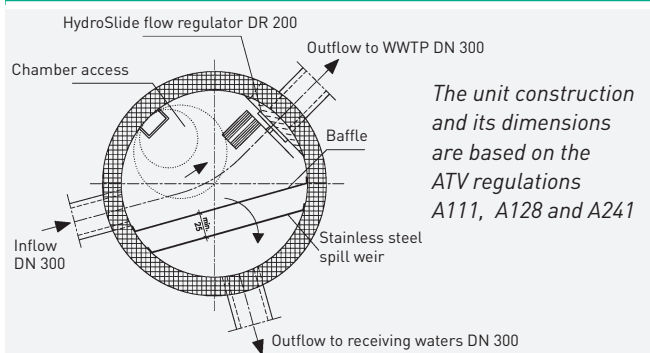 HydroSlide flow regulator DR 200
Outflow to WWTP DN 300
Chamber access
The unit construction
and its dimensions
are based on the
ATV regulations
A111, A128 and A241
Baffle
min.
25
Inflow
DN 300
Stainless steel
spill weir
Outflow to receiving waters DN 300